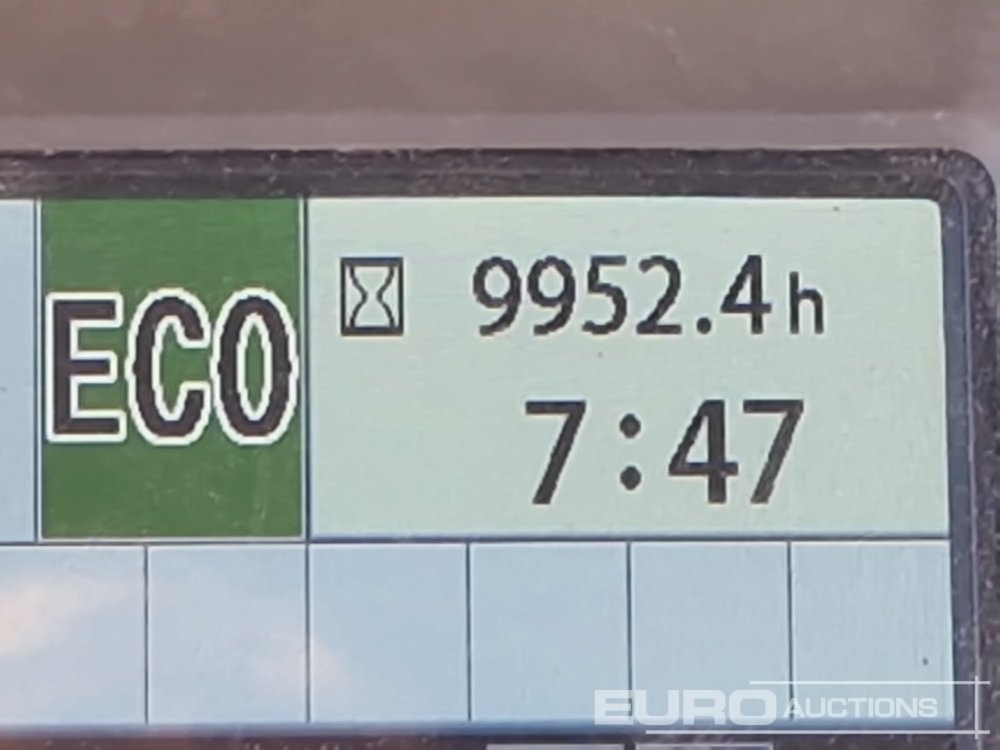 ECO
9952.4h
7:47
EURO AUCTIONS